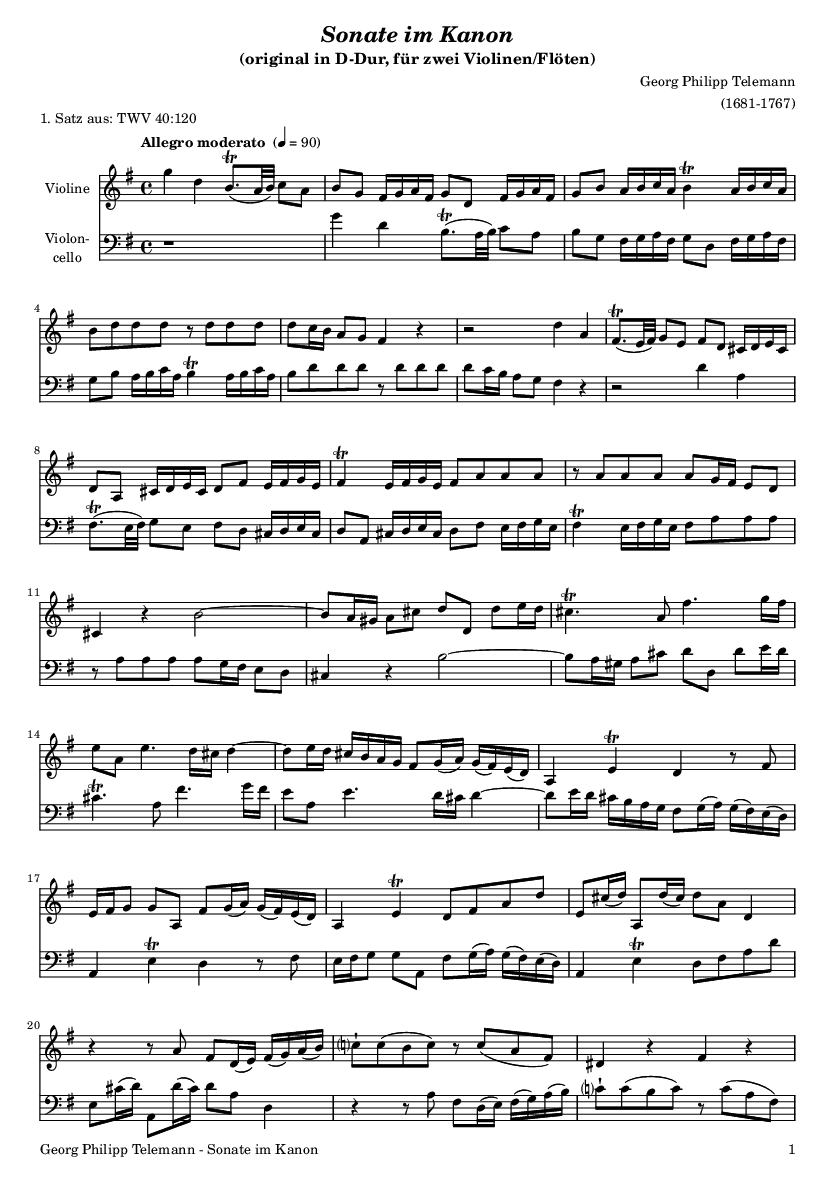 Sonate im Kanon
(original in D-Dur, für zwei Violinen/Flöten)
Georg Philipp Telemann
(1681-1767)
1. Satz aus: TWV 40:120
Allegro moderato (♩ = 90)
Violine
Violon-
cello
4
8
11
14
17
20
Georg Philipp Telemann - Sonate im Kanon 1